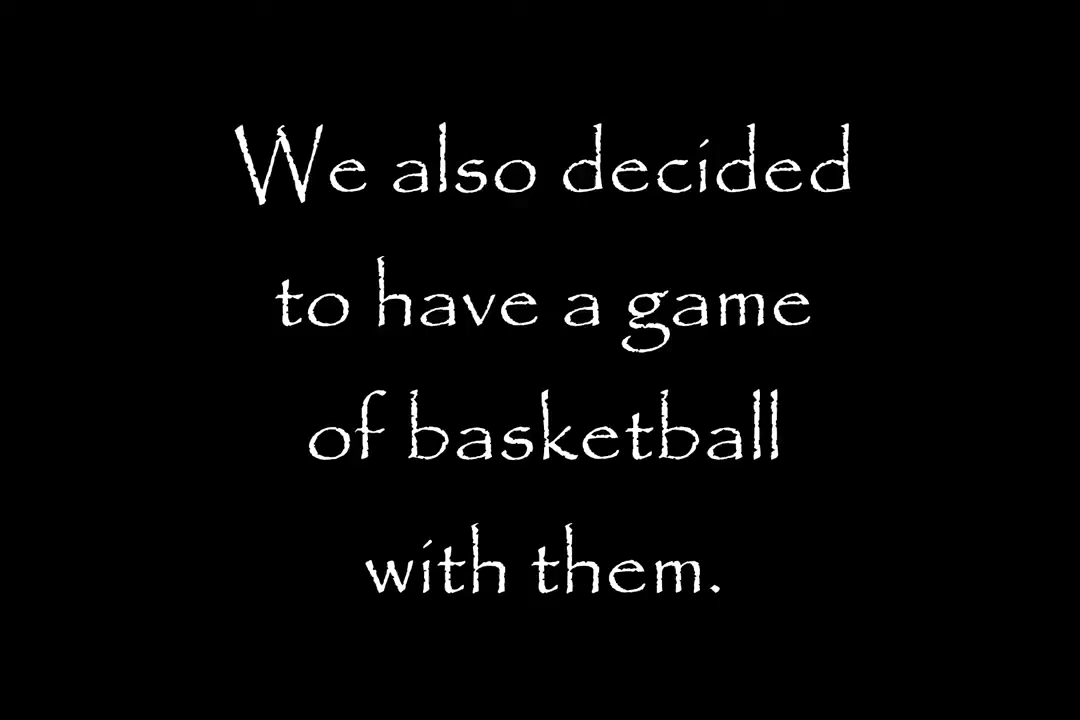 We also decided
to have a game
of basketball
with them.